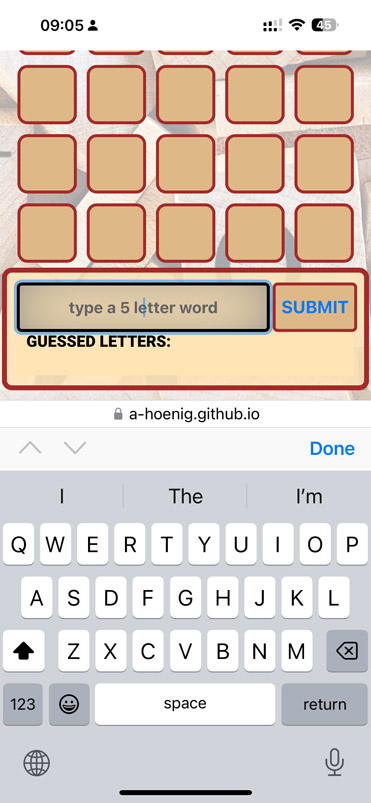 09:05
45
type a 5 letter word SUBMIT
GUESSED LETTERS:
a-hoenig.github.io
Done
I The I'm
Q W E R T Y U I O P
A S D F G H J K L
Z X C V B N M
123 space return